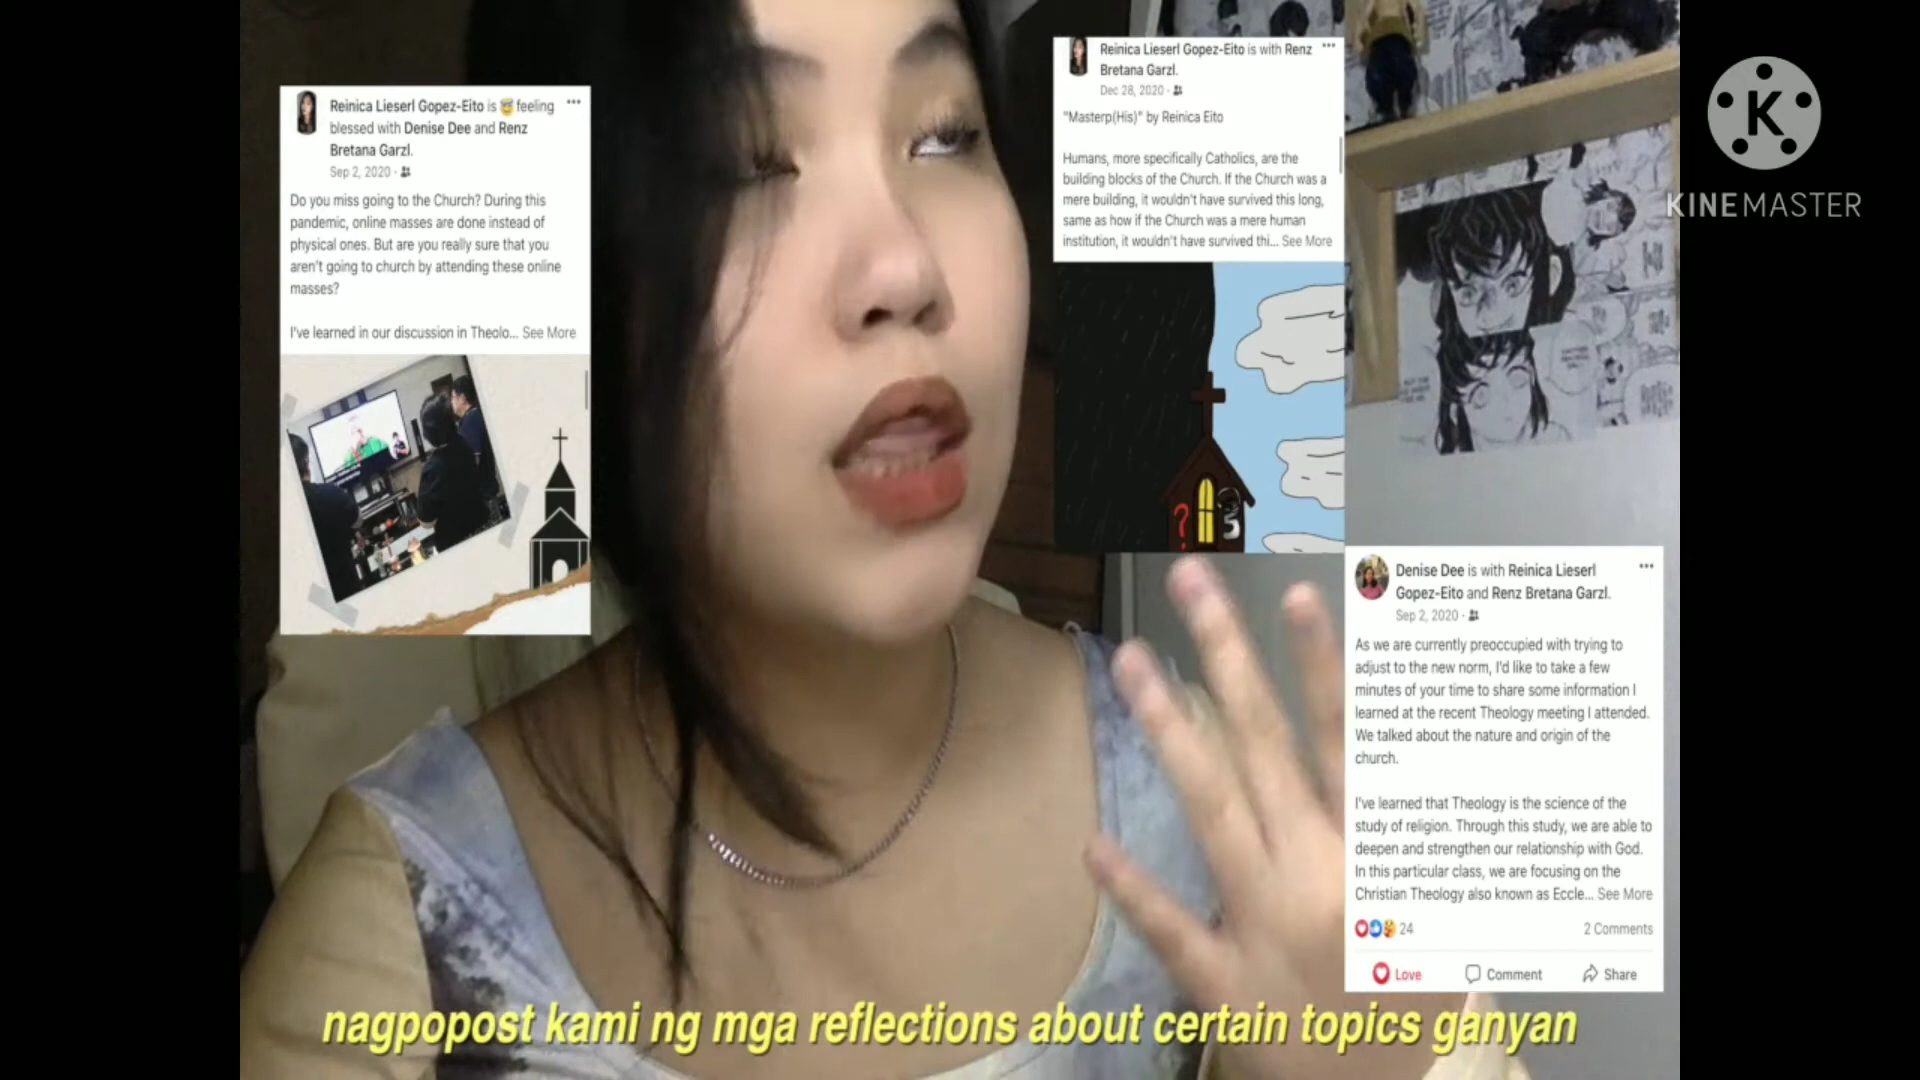 Reinica Lieserl Gopez-Eito is feeling
blessed with Denise Dee and Renz
Bretana Garzl.
Sep 2, 2020
Do you miss going to the Church? During this
pandemic, online masses are done instead of
physical ones. But are you really sure that you
aren't going to church by attending these online
masses?
I've learned in our discussion in Theolo... See More
Reinica Lieserl Gopez-Eito is with Renz
Bretana Garzl.
Dec 28, 2020
"Masterp(His)" by Reinica Eito
Humans, more specifically Catholics, are the
building blocks of the Church. If the Church was a
mere building, it wouldn't have survived this long,
same as how if the Church was a mere human
institution, it wouldn't have survived thi... See More
?
K
KINEMASTER
Denise Dee is with Reinica Lieserl
Gopez-Eito and Renz Bretana Garzl.
Sep 2, 2020
As we are currently preoccupied with trying to
adjust to the new norm, I'd like to take a few
minutes of your time to share some information I
learned at the recent Theology meeting I attended.
We talked about the nature and origin of the
church.
I've learned that Theology is the science of the
study of religion. Through this study, we are able to
deepen and strengthen our relationship with God.
In this particular class, we are focusing on the
Christian Theology also known as Eccle... See More
24 2 Comments
Love Comment Share
nagpopost kami ng mga reflections about certain topics ganyan